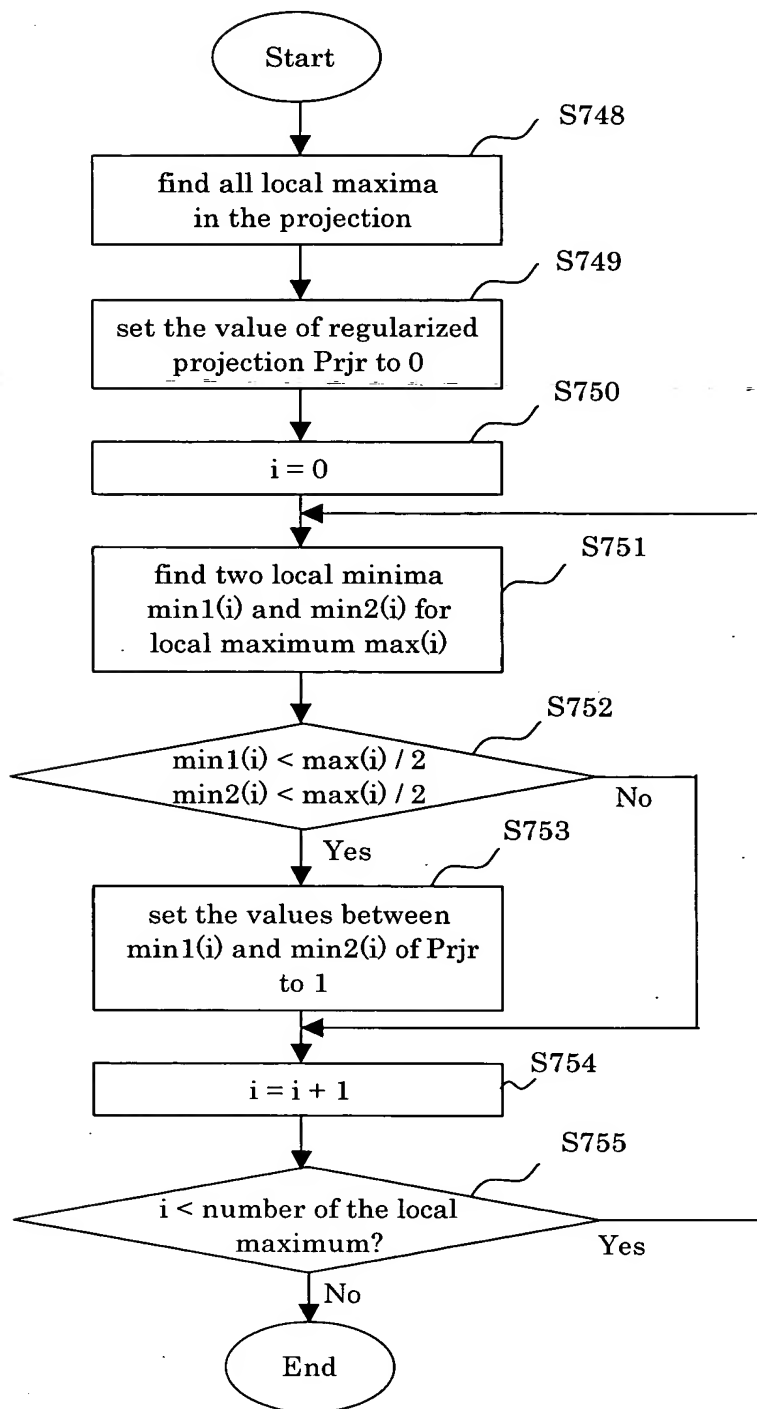 Start
S748
find all local maxima
in the projection
S749
set the value of regularized
projection Prjr to 0
S750
i = 0
S751
find two local minima
min1(i) and min2(i) for
local maximum max(i)
S752
min1(i) < max(i) / 2
min2(i) < max(i) / 2
No
Yes
S753
set the values between
min1(i) and min2(i) of Prjr
to 1
S754
i = i + 1
S755
i < number of the local
maximum?
Yes
No
End